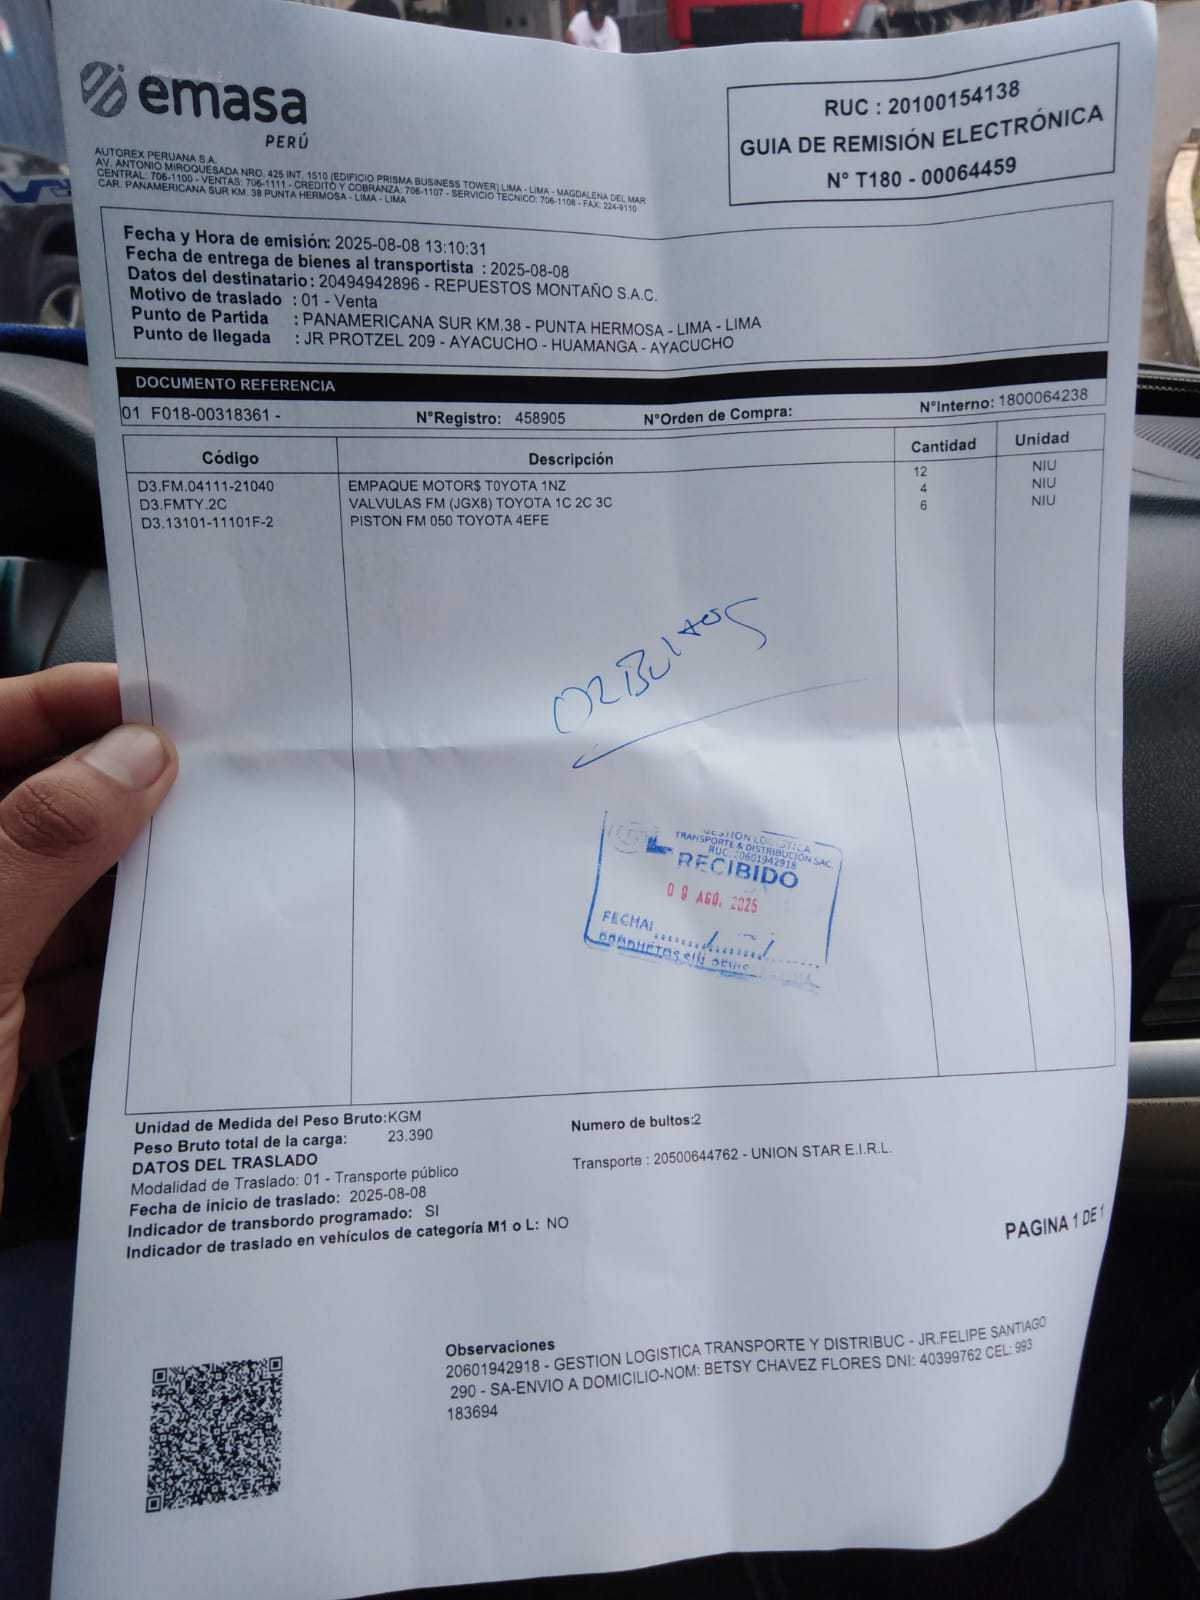 emasa
PERÚ
AUTOREX PERUANA S.A.
AV. ANTONIO MIROQUESADA NRO. 425 INT. 1510 (EDIFICIO PRISMA BUSINESS TOWER) LIMA - LIMA - MAGDALENA DEL MAR
CENTRAL: 706-1100 - VENTAS: 706-1111 - CREDITO Y COBRANZA: 706-1107 - SERVICIO TECNICO: 706-1108 - FAX: 224-9110
CAR. PANAMERICANA SUR KM. 38 PUNTA HERMOSA - LIMA - LIMA
RUC : 20100154138
GUIA DE REMISIÓN ELECTRÓNICA
N° T180 - 00064459
Fecha y Hora de emisión: 2025-08-08 13:10:31
Fecha de entrega de bienes al transportista : 2025-08-08
Datos del destinatario : 20494942896 - REPUESTOS MONTAÑO S.A.C.
Motivo de traslado : 01 - Venta
Punto de Partida : PANAMERICANA SUR KM.38 - PUNTA HERMOSA - LIMA - LIMA
Punto de llegada : JR PROTZEL 209 - AYACUCHO - HUAMANGA - AYACUCHO
DOCUMENTO REFERENCIA
01 F018-00318361 - N°Registro: 458905 N°Orden de Compra: N°Interno: 1800064238
Código Descripción Cantidad Unidad
D3.FM.04111-21040 EMPAQUE MOTOR$ T0YOTA 1NZ 12 NIU
D3.FMTY.2C VALVULAS FM (JGX8) TOYOTA 1C 2C 3C 4 NIU
D3.13101-11101F-2 PISTON FM 050 TOYOTA 4EFE 6 NIU
02 Bultos
GESTION LOGISTICA
TRANSPORTE & DISTRIBUCIÓN SAC.
RUC. 20601942918
RECIBIDO
09 AGO. 2025
FECHA: ......./......./.......
PRODUCTOS SIN
Unidad de Medida del Peso Bruto:KGM
Peso Bruto total de la carga: 23.390
Numero de bultos:2
DATOS DEL TRASLADO
Modalidad de Traslado: 01 - Transporte público
Transporte : 20500644762 - UNION STAR E.I.R.L.
Fecha de inicio de traslado: 2025-08-08
Indicador de transbordo programado: SI
Indicador de traslado en vehículos de categoría M1 o L: NO
PAGINA 1 DE 1
Observaciones
20601942918 - GESTION LOGISTICA TRANSPORTE Y DISTRIBUC - JR.FELIPE SANTIAGO
290 - SA-ENVIO A DOMICILIO-NOM: BETSY CHAVEZ FLORES DNI: 40399762 CEL: 993
183694